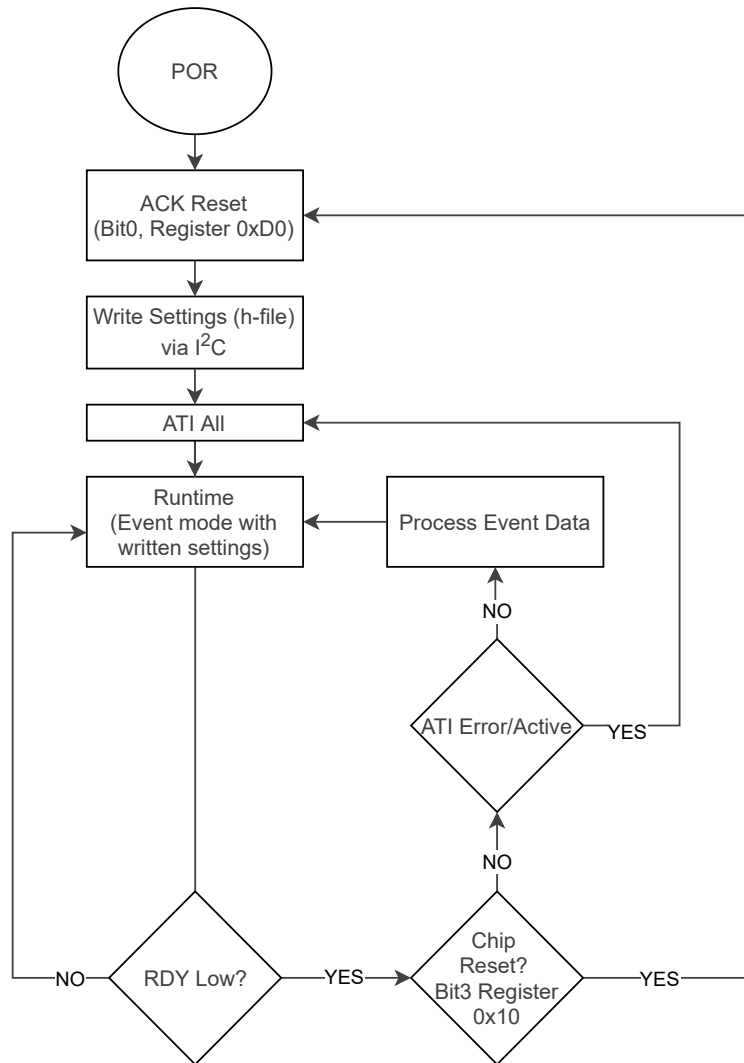 POR
ACK Reset
(Bit0, Register 0xD0)
Write Settings (h-file)
via I²C
ATI All
Runtime
(Event mode with
written settings)
Process Event Data
NO
ATI Error/Active
YES
NO
RDY Low?
NO
YES
Chip
Reset?
Bit3 Register
0x10
YES